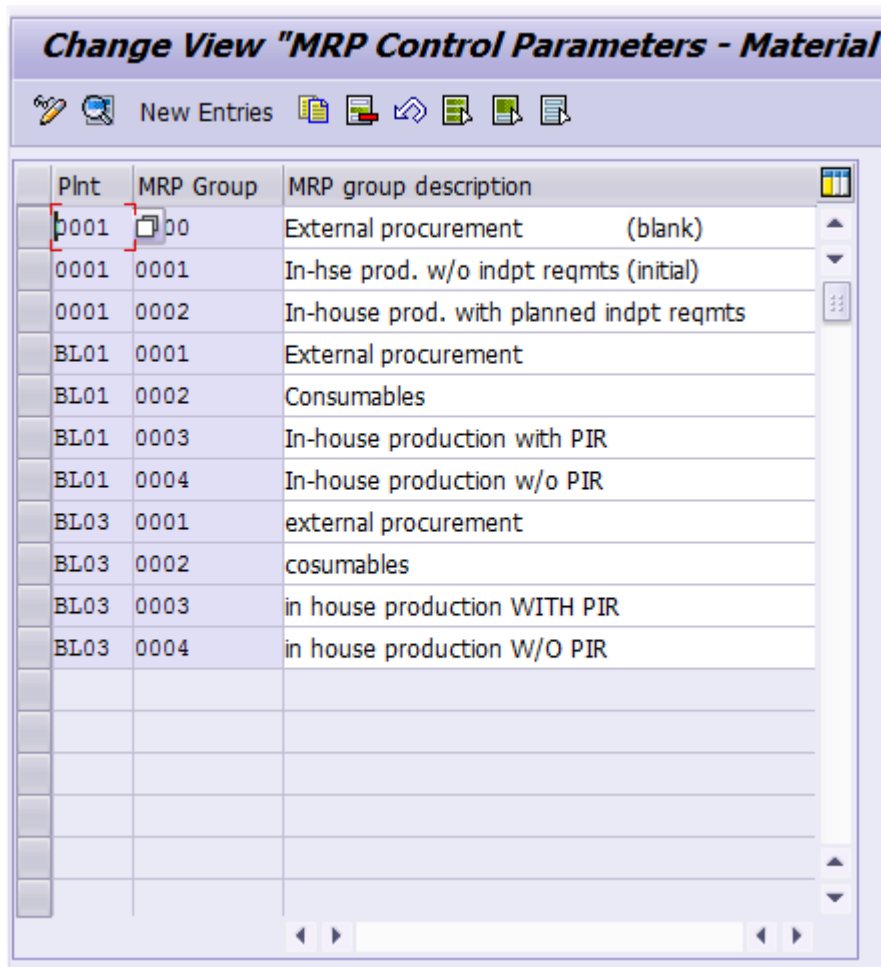 Change View "MRP Control Parameters - Material
New Entries
Plnt MRP Group MRP group description
0001 00 External procurement (blank)
0001 0001 In-hse prod. w/o indpt reqmts (initial)
0001 0002 In-house prod. with planned indpt reqmts
BL01 0001 External procurement
BL01 0002 Consumables
BL01 0003 In-house production with PIR
BL01 0004 In-house production w/o PIR
BL03 0001 external procurement
BL03 0002 cosumables
BL03 0003 in house production WITH PIR
BL03 0004 in house production W/O PIR